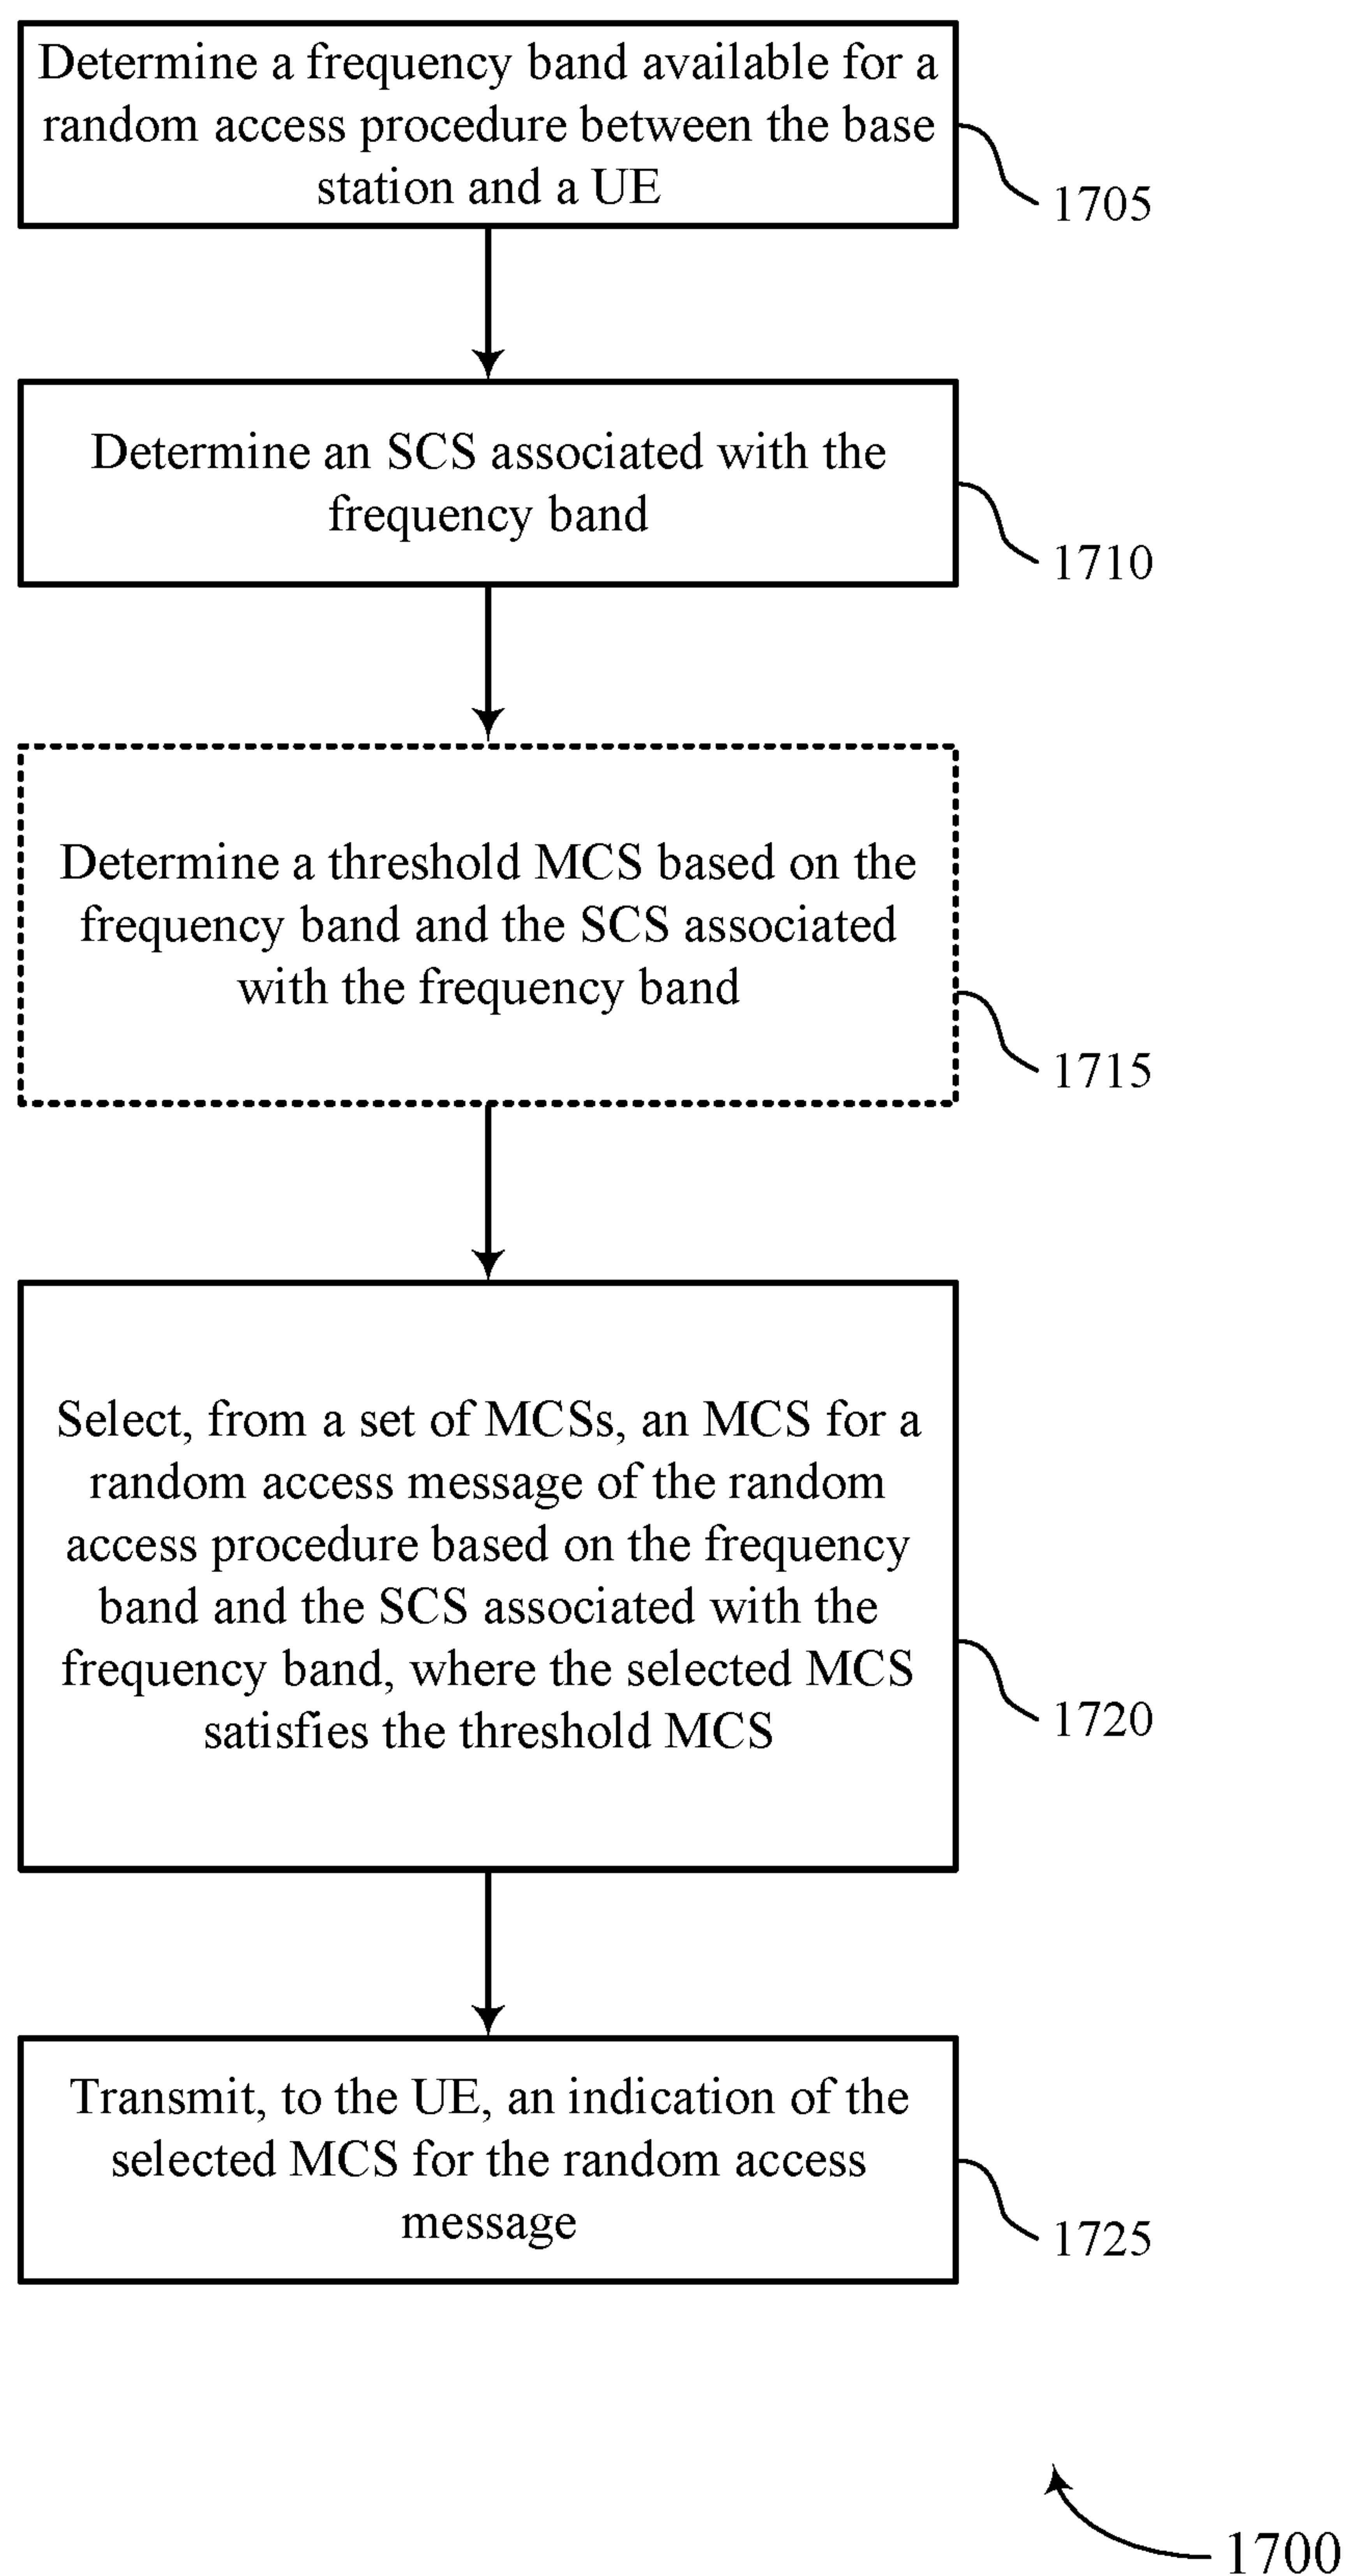 Determine a frequency band available for a
random access procedure between the base
station and a UE
1705
Determine an SCS associated with the
frequency band
1710
Determine a threshold MCS based on the
frequency band and the SCS associated
with the frequency band
1715
Select, from a set of MCSs, an MCS for a
random access message of the random
access procedure based on the frequency
band and the SCS associated with the
frequency band, where the selected MCS
satisfies the threshold MCS
1720
Transmit, to the UE, an indication of the
selected MCS for the random access
message
1725
1700